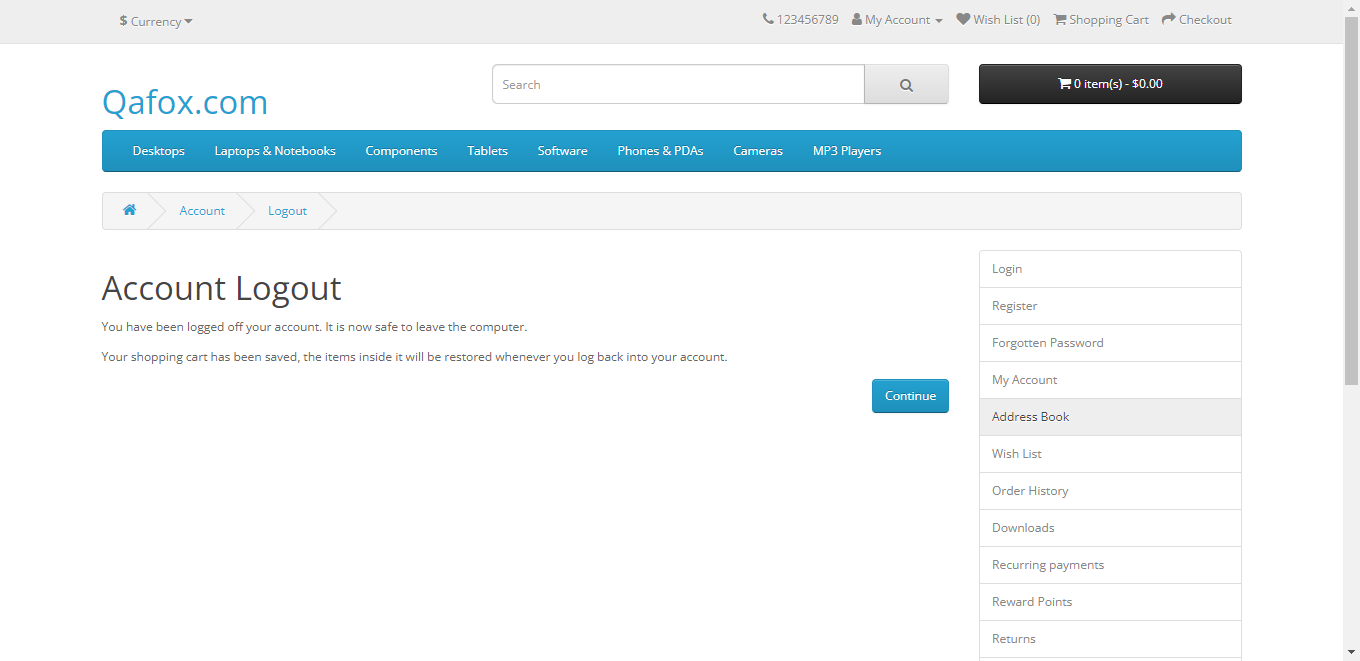 $ Currency
123456789 My Account Wish List (0) Shopping Cart Checkout
Qafox.com
Search
0 item(s) - $0.00
Desktops Laptops & Notebooks Components Tablets Software Phones & PDAs Cameras MP3 Players
Account Logout
Account Logout
You have been logged off your account. It is now safe to leave the computer.
Your shopping cart has been saved, the items inside it will be restored whenever you log back into your account.
Continue
Login
Register
Forgotten Password
My Account
Address Book
Wish List
Order History
Downloads
Recurring payments
Reward Points
Returns